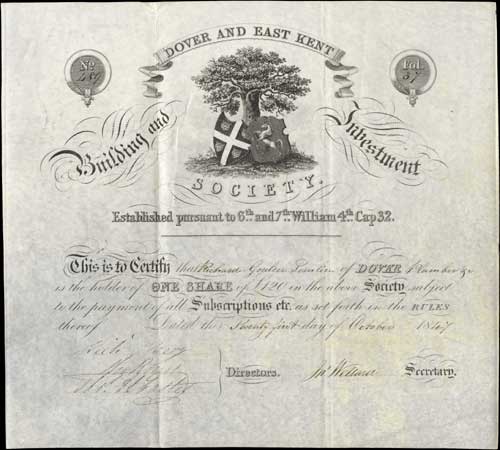 DOVER AND EAST KENT
No
Fol.
37
Building and Investment
SOCIETY.
Established pursuant to 6th. and 7th. William 4th. Cap 32.
This is to Certify that Richard of DOVER Plumber &c
is the holder of ONE SHARE of £120 in the above Society subject
to the payment of all Subscriptions etc. as set forth in the RULES
thereof Dated the Twenty first day of October 1847
Directors. Secretary.